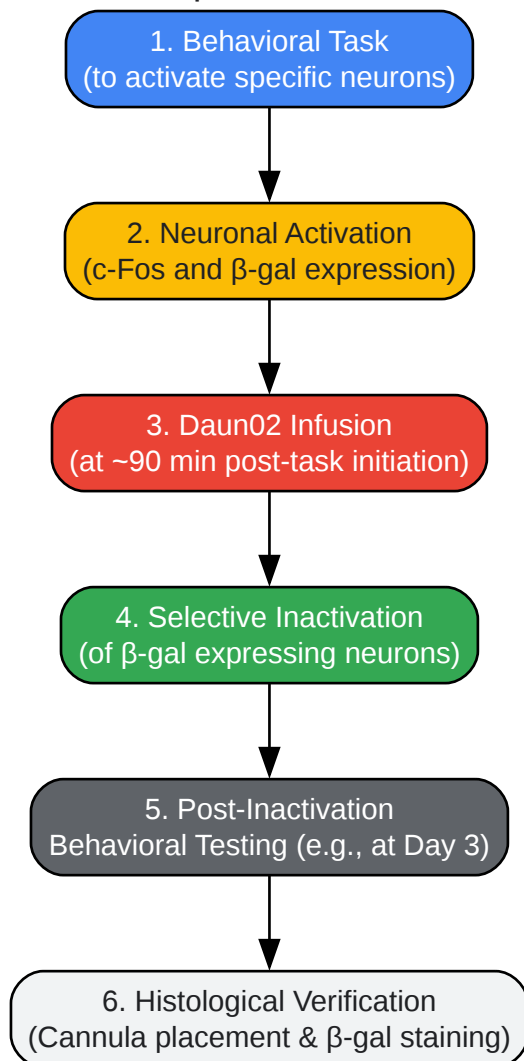 1. Behavioral Task
(to activate specific neurons)
2. Neuronal Activation
(c-Fos and β-gal expression)
3. Daun02 Infusion
(at ~90 min post-task initiation)
4. Selective Inactivation
(of β-gal expressing neurons)
5. Post-Inactivation
Behavioral Testing (e.g., at Day 3)
6. Histological Verification
(Cannula placement & β-gal staining)